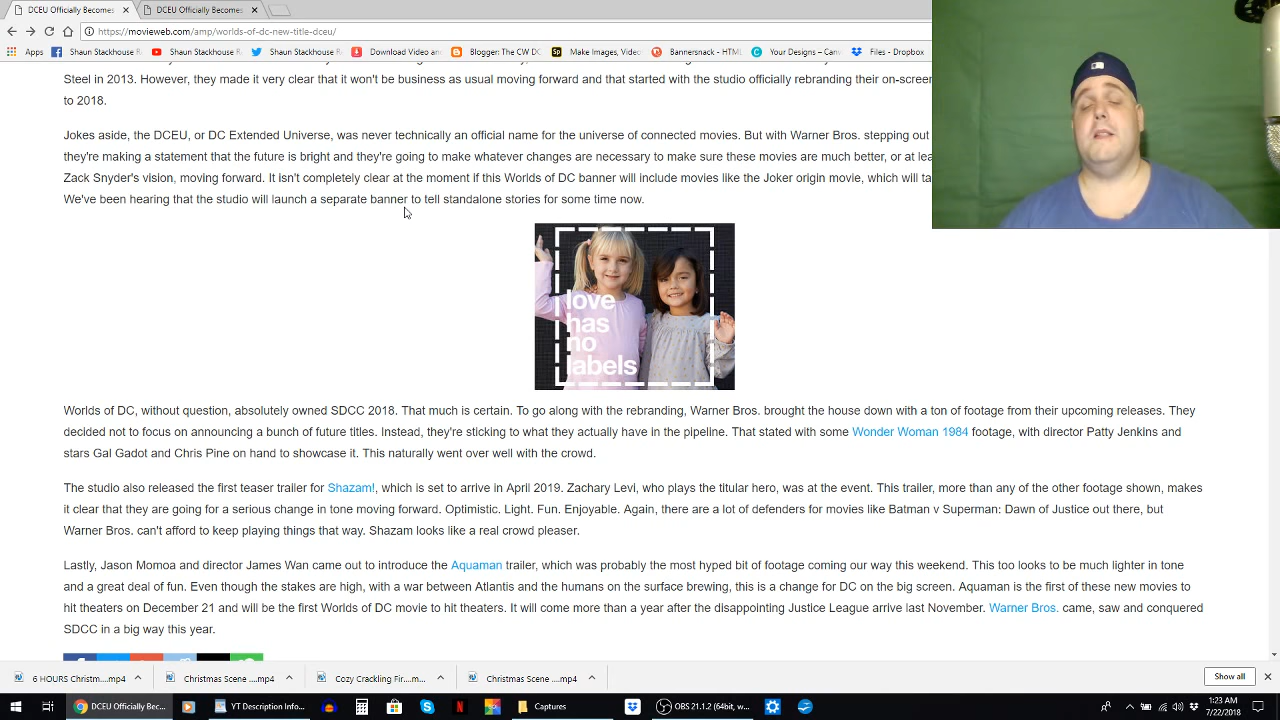 DCEU Officially Becomes
DCEU Officially Becomes
https://movieweb.com/amp/worlds-of-dc-new-title-dceu/
Apps
Shaun Stackhouse
Shaun Stackhouse
Shaun Stackhouse
Download Video and
Blogger: The CW DC
Make Images, Video
Bannersnack - HTML
Your Designs – Can
Files - Dropbox
Steel in 2013. However, they made it very clear that it won't be business as usual moving forward and that started with the studio officially rebranding their on-screen
to 2018.
Jokes aside, the DCEU, or DC Extended Universe, was never technically an official name for the universe of connected movies. But with Warner Bros. stepping out
they're making a statement that the future is bright and they're going to make whatever changes are necessary to make sure these movies are much better, or at lea
Zack Snyder's vision, moving forward. It isn't completely clear at the moment if this Worlds of DC banner will include movies like the Joker origin movie, which will ta
We've been hearing that the studio will launch a separate banner to tell standalone stories for some time now.
love
has
no
labels
Worlds of DC, without question, absolutely owned SDCC 2018. That much is certain. To go along with the rebranding, Warner Bros. brought the house down with a ton of footage from their upcoming releases. They
decided not to focus on announcing a bunch of future titles. Instead, they're sticking to what they actually have in the pipeline. That stated with some Wonder Woman 1984 footage, with director Patty Jenkins and
stars Gal Gadot and Chris Pine on hand to showcase it. This naturally went over well with the crowd.
The studio also released the first teaser trailer for Shazam!, which is set to arrive in April 2019. Zachary Levi, who plays the titular hero, was at the event. This trailer, more than any of the other footage shown, makes
it clear that they are going for a serious change in tone moving forward. Optimistic. Light. Fun. Enjoyable. Again, there are a lot of defenders for movies like Batman v Superman: Dawn of Justice out there, but
Warner Bros. can't afford to keep playing things that way. Shazam looks like a real crowd pleaser.
Lastly, Jason Momoa and director James Wan came out to introduce the Aquaman trailer, which was probably the most hyped bit of footage coming our way this weekend. This too looks to be much lighter in tone
and a great deal of fun. Even though the stakes are high, with a war between Atlantis and the humans on the surface brewing, this is a change for DC on the big screen. Aquaman is the first of these new movies to
hit theaters on December 21 and will be the first Worlds of DC movie to hit theaters. It will come more than a year after the disappointing Justice League arrive last November. Warner Bros. came, saw and conquered
SDCC in a big way this year.
6 HOURS Christm....mp4
Christmas Scene ....mp4
Cozy Crackling Fir....m...
Christmas Scene ....mp4
Show all
DCEU Officially Bec...
YT Description Info...
Captures
OBS 21.1.2 (64bit, w...
1:23 AM
7/22/2018